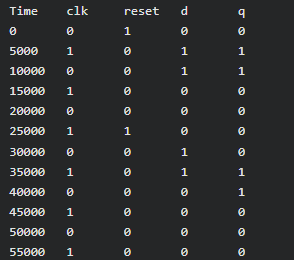 Time clk reset d q
0 0 1 0 0
5000 1 0 1 1
10000 0 0 1 1
15000 1 0 0 0
20000 0 0 0 0
25000 1 1 0 0
30000 0 0 1 0
35000 1 0 1 1
40000 0 0 0 1
45000 1 0 0 0
50000 0 0 0 0
55000 1 0 0 0